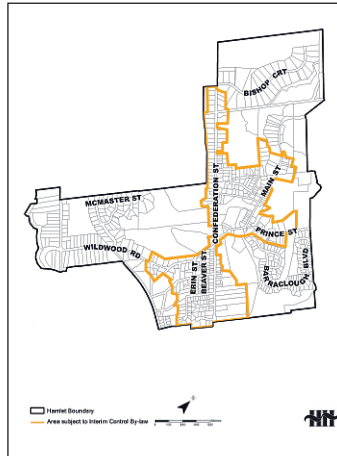 BISHOP CRT
MAIN ST
CONFEDERATION ST
MCMASTER ST
PRINCE ST
WILDWOOD RD
ERIN ST
BEAVER ST
BARRACLOUGH BLVD
Hamlet Boundary
Area subject to Interim Control By-law